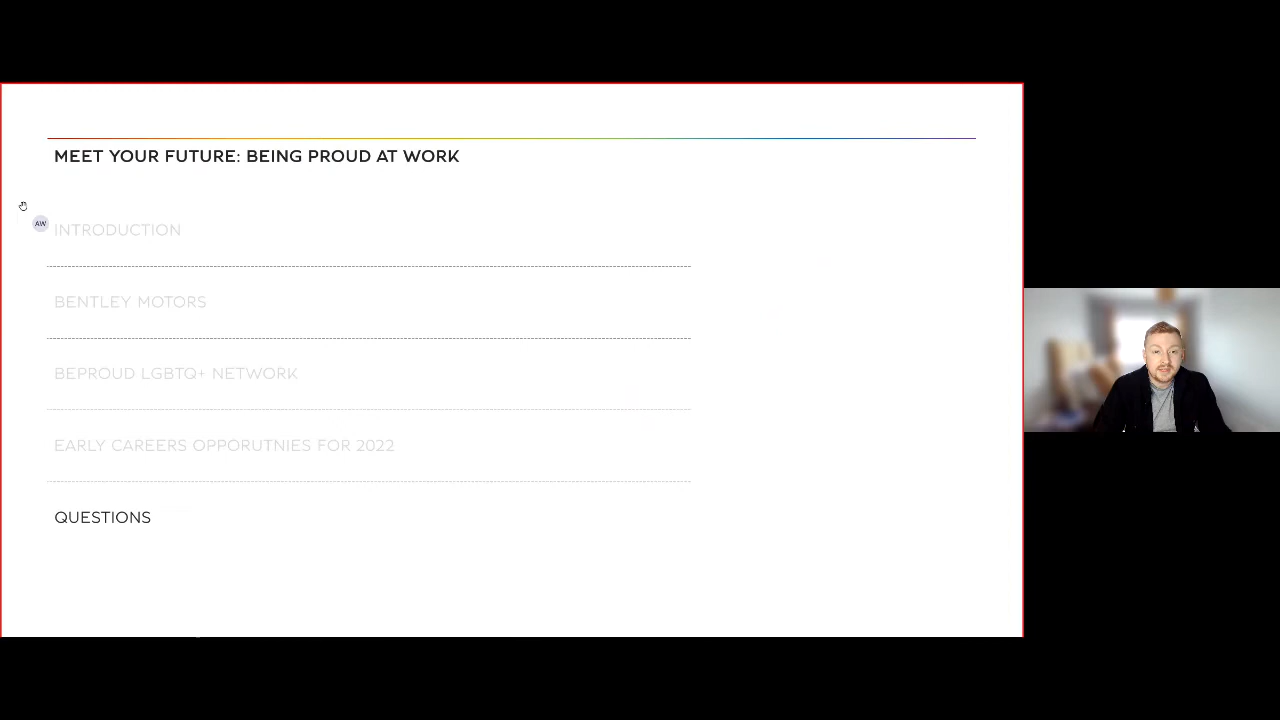 MEET YOUR FUTURE: BEING PROUD AT WORK
AW
INTRODUCTION
BENTLEY MOTORS
BEPROUD LGBTQ+ NETWORK
EARLY CAREERS OPPORUTNIES FOR 2022
QUESTIONS